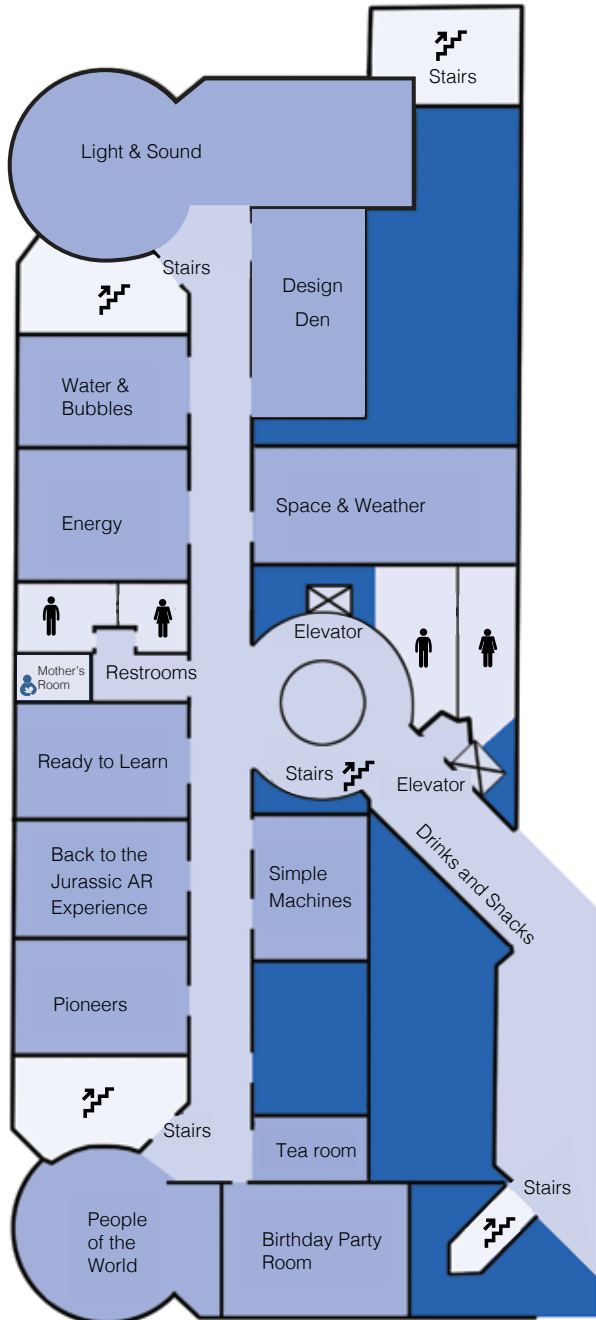 Stairs
Light & Sound
Stairs
Design
Den
Water &
Bubbles
Energy
Space & Weather
Elevator
Mother's
Room
Restrooms
Ready to Learn
Stairs
Elevator
Drinks and Snacks
Back to the
Jurassic AR
Experience
Simple
Machines
Pioneers
Stairs
Tea room
Stairs
People
of the
World
Birthday Party
Room